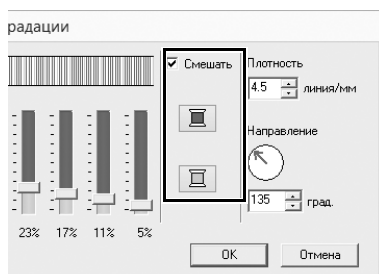 радации
Смешать
Плотность
4.5 линия/мм
Направление
135 град.
23% 17% 11% 5%
OK Отмена